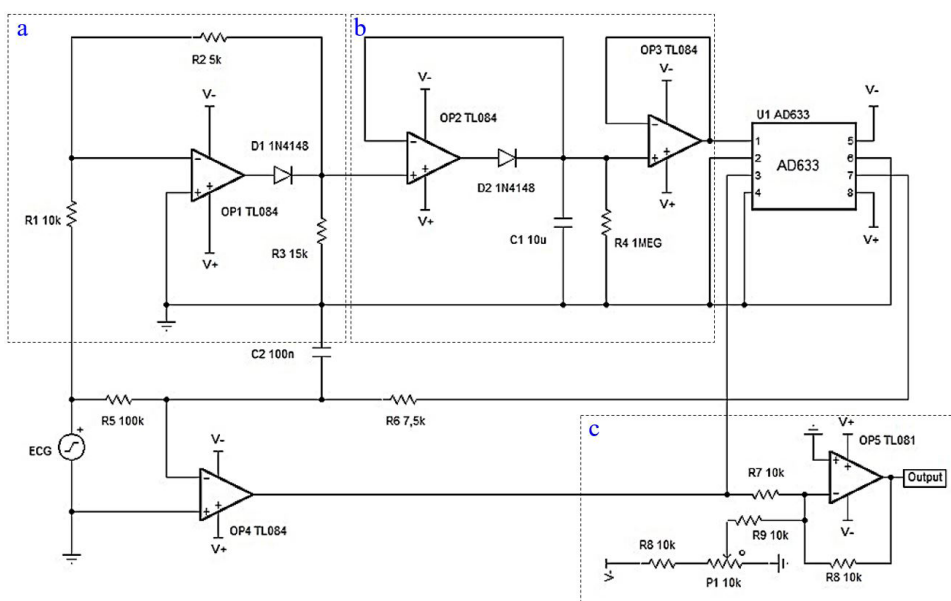 a
b
R2 5k
V-
D1 1N4148
OP1 TL084
V+
R1 10k
R3 15k
V-
OP2 TL084
D2 1N4148
V+
C1 10u
R4 1MEG
OP3 TL084
V-
V+
U1 AD633
AD633
1
2
3
4
5
6
7
8
V-
V+
C2 100n
R5 100k
R6 7,5k
ECG
V-
OP4 TL084
V+
c
V+
OP5 TL081
V-
R7 10k
R9 10k
R8 10k
P1 10k
V-
R8 10k
Output